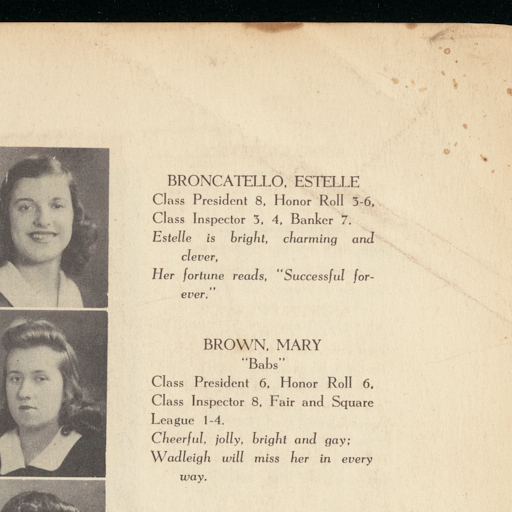 BRONCATELLO, ESTELLE
Class President 8, Honor Roll 3-6,
Class Inspector 3, 4, Banker 7.
Estelle is bright, charming and
clever,
Her fortune reads, "Successful for-
ever."
BROWN, MARY
"Babs"
Class President 6, Honor Roll 6,
Class Inspector 8, Fair and Square
League 1-4.
Cheerful, jolly, bright and gay;
Wadleigh will miss her in every
way.